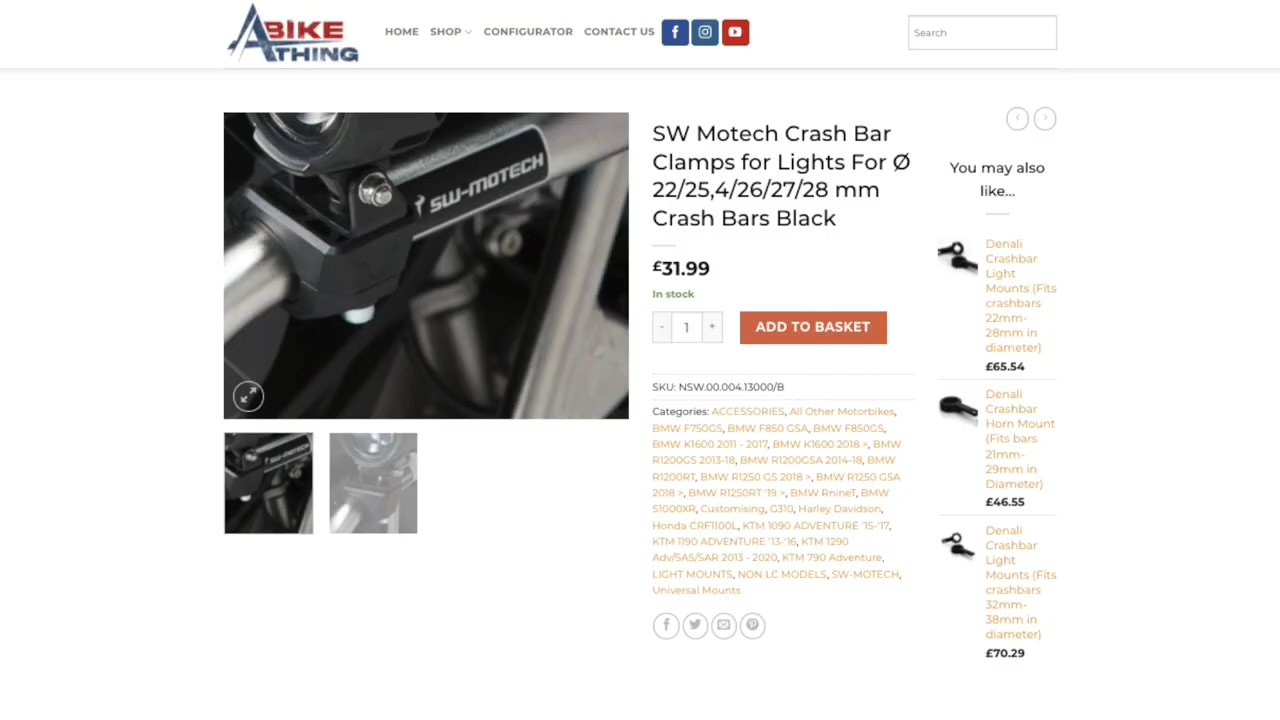 A BIKE
THING
HOME
SHOP
CONFIGURATOR
CONTACT US
Search
SW-MOTECH
SW-MOTECH
SW Motech Crash Bar
Clamps for Lights For Ø
22/25,4/26/27/28 mm
Crash Bars Black
£31.99
In stock
- 1 +
ADD TO BASKET
SKU: NSW.00.004.13000/B
Categories: ACCESSORIES, All Other Motorbikes,
BMW F750GS, BMW F850 GSA, BMW F850GS,
BMW K1600 2011 - 2017, BMW K1600 2018 >, BMW
R1200GS 2013-18, BMW R1200GSA 2014-18, BMW
R1200RT, BMW R1250 GS 2018 >, BMW R1250 GSA
2018 >, BMW R1250RT '19 >, BMW RnineT, BMW
S1000XR, Customising, G310, Harley Davidson,
Honda CRF1100L, KTM 1090 ADVENTURE '15-'17,
KTM 1190 ADVENTURE '13-'16, KTM 1290
Adv/SAS/SAR 2013 - 2020, KTM 790 Adventure,
LIGHT MOUNTS, NON LC MODELS, SW-MOTECH,
Universal Mounts
You may also
like...
Denali
Crashbar
Light
Mounts (Fits
crashbars
22mm-
28mm in
diameter)
£65.54
Denali
Crashbar
Horn Mount
(Fits bars
21mm-
29mm in
Diameter)
£46.55
Denali
Crashbar
Light
Mounts (Fits
crashbars
32mm-
38mm in
diameter)
£70.29